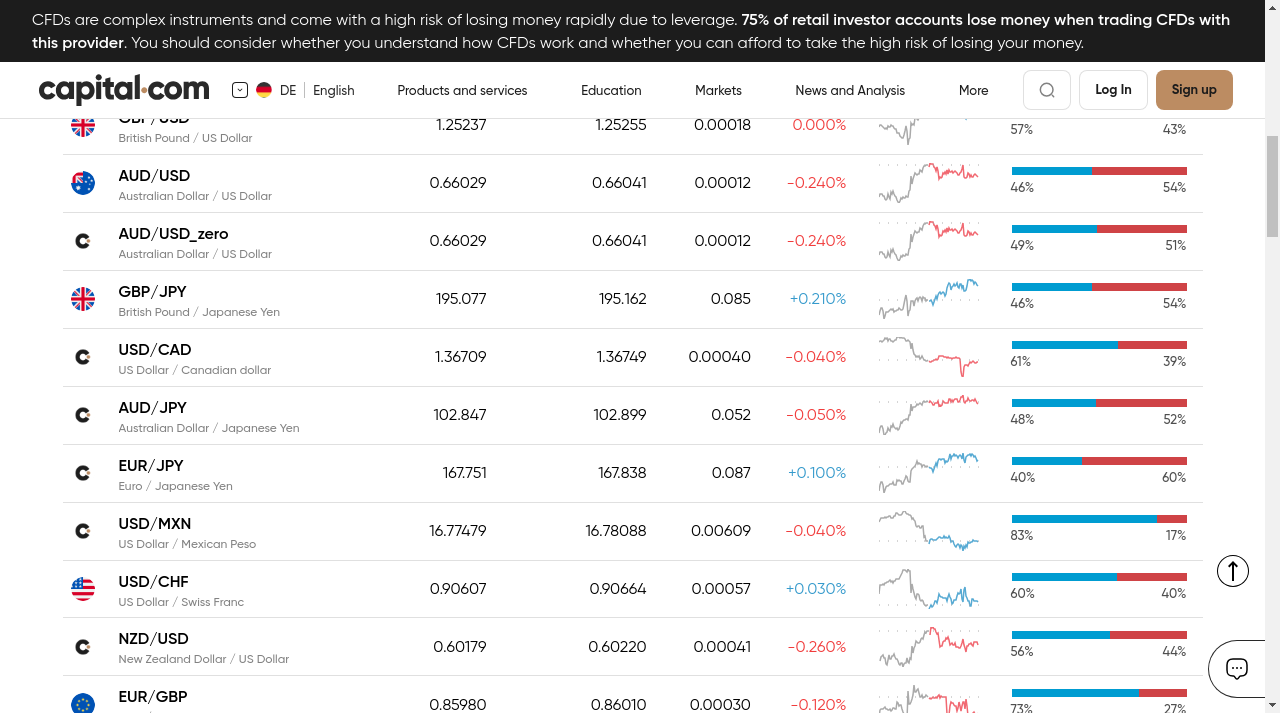 CFDs are complex instruments and come with a high risk of losing money rapidly due to leverage. 75% of retail investor accounts lose money when trading CFDs with
this provider. You should consider whether you understand how CFDs work and whether you can afford to take the high risk of losing your money.
capital.com DE English Products and services Education Markets News and Analysis More Log In Sign up
GBP/USD 1.25237 1.25255 0.00018 0.000%
British Pound / US Dollar 57% 43%
AUD/USD 0.66029 0.66041 0.00012 -0.240%
Australian Dollar / US Dollar 46% 54%
AUD/USD_zero 0.66029 0.66041 0.00012 -0.240%
Australian Dollar / US Dollar 49% 51%
GBP/JPY 195.077 195.162 0.085 +0.210%
British Pound / Japanese Yen 46% 54%
USD/CAD 1.36709 1.36749 0.00040 -0.040%
US Dollar / Canadian dollar 61% 39%
AUD/JPY 102.847 102.899 0.052 -0.050%
Australian Dollar / Japanese Yen 48% 52%
EUR/JPY 167.751 167.838 0.087 +0.100%
Euro / Japanese Yen 40% 60%
USD/MXN 16.77479 16.78088 0.00609 -0.040%
US Dollar / Mexican Peso 83% 17%
USD/CHF 0.90607 0.90664 0.00057 +0.030%
US Dollar / Swiss Franc 60% 40%
NZD/USD 0.60179 0.60220 0.00041 -0.260%
New Zealand Dollar / US Dollar 56% 44%
EUR/GBP 0.85980 0.86010 0.00030 -0.120%
73% 27%